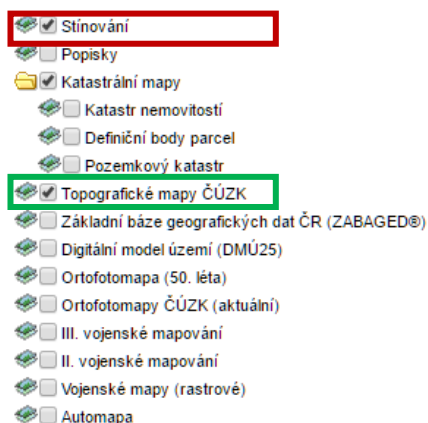 Stínování
Popisky
Katastrální mapy
Katastr nemovitostí
Definiční body parcel
Pozemkový katastr
Topografické mapy ČÚZK
Základní báze geografických dat ČR (ZABAGED®)
Digitální model území (DMÚ25)
Ortofotomapa (50. léta)
Ortofotomapy ČÚZK (aktuální)
III. vojenské mapování
II. vojenské mapování
Vojenské mapy (rastrové)
Automapa